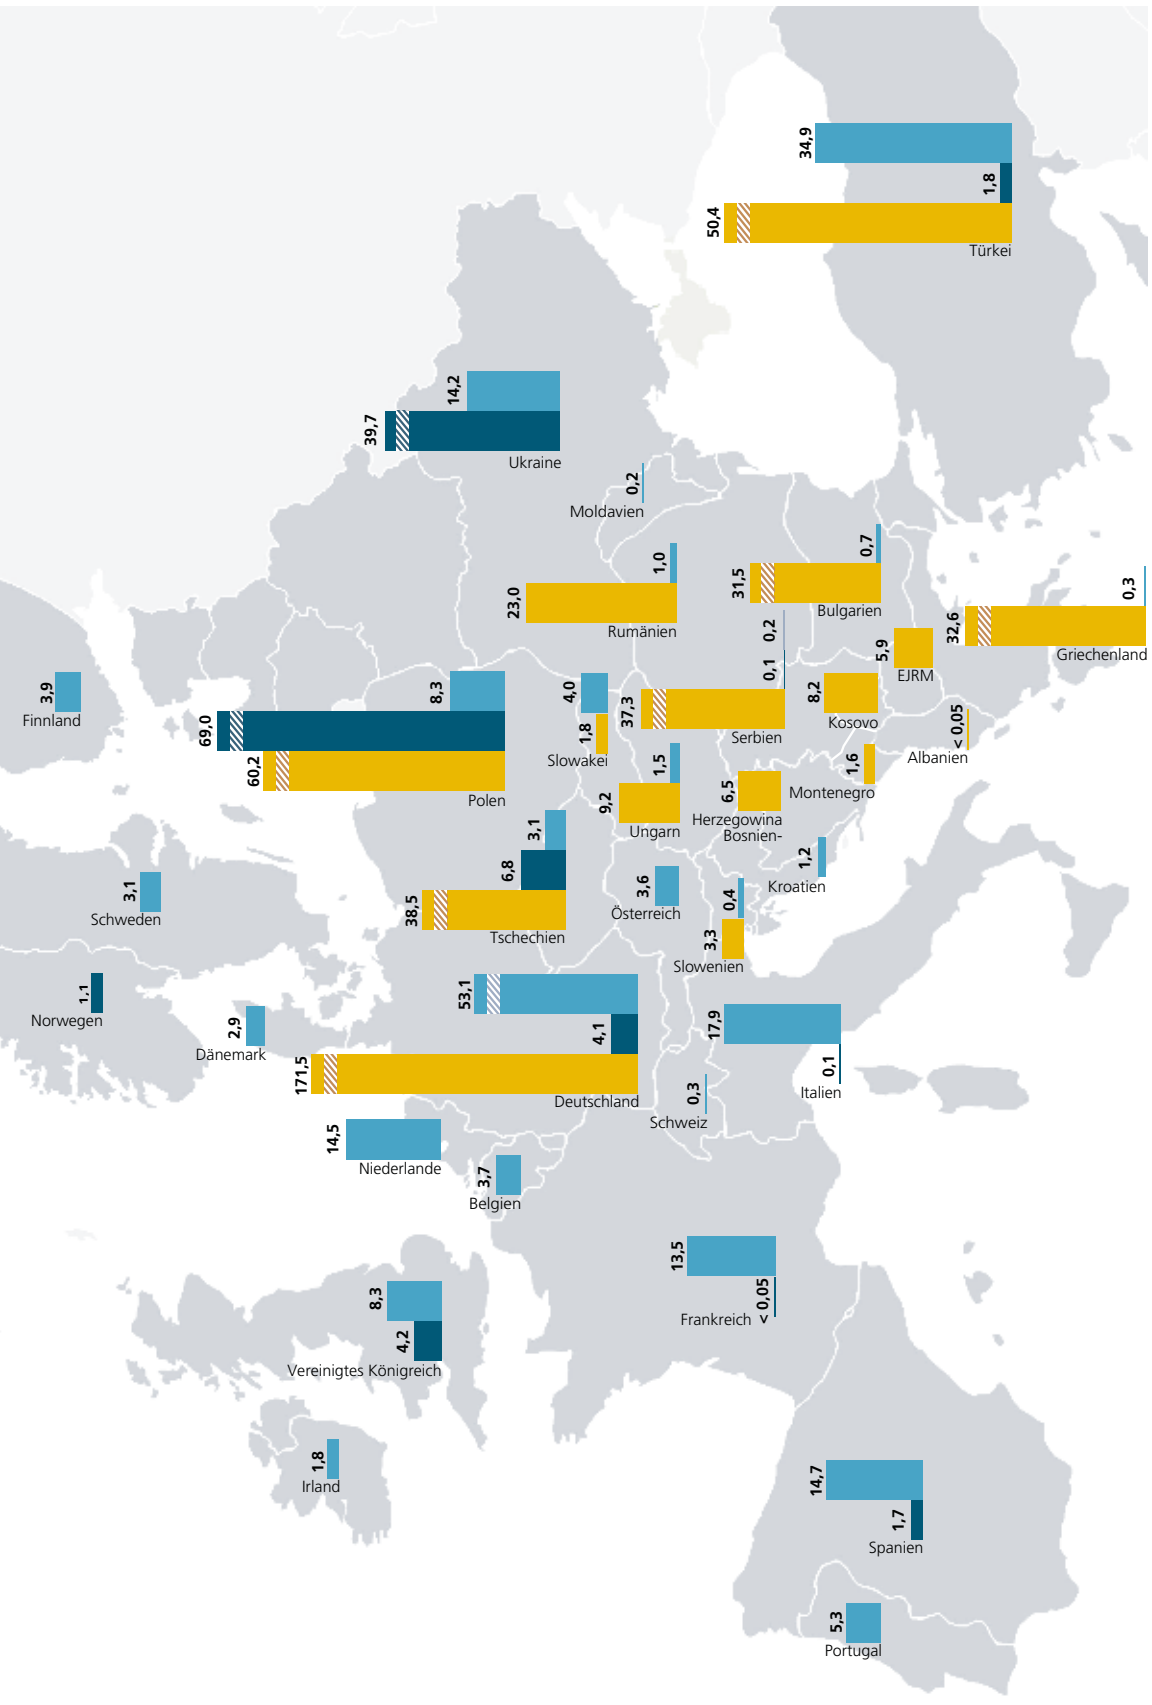 34,9
1,8
50,4
Türkei
14,2
39,7
Ukraine
0,2
Moldavien
1,0
23,0
Rumänien
0,7
31,5
Bulgarien
0,3
32,6
Griechenland
5,9
EJRM
0,2
0,1
37,3
Serbien
8,2
Kosovo
< 0,05
Albanien
1,6
Montenegro
3,9
Finnland
8,3
69,0
60,2
Polen
4,0
1,8
Slowakei
1,5
9,2
Ungarn
6,5
Herzegowina
Bosnien-
1,2
Kroatien
3,1
6,8
38,5
Tschechien
3,6
Österreich
0,4
3,3
Slowenien
3,1
Schweden
1,1
Norwegen
2,9
Dänemark
53,1
4,1
171,5
Deutschland
17,9
0,1
Italien
0,3
Schweiz
14,5
Niederlande
3,7
Belgien
13,5
< 0,05
Frankreich
8,3
4,2
Vereinigtes Königreich
1,8
Irland
14,7
1,7
Spanien
5,3
Portugal